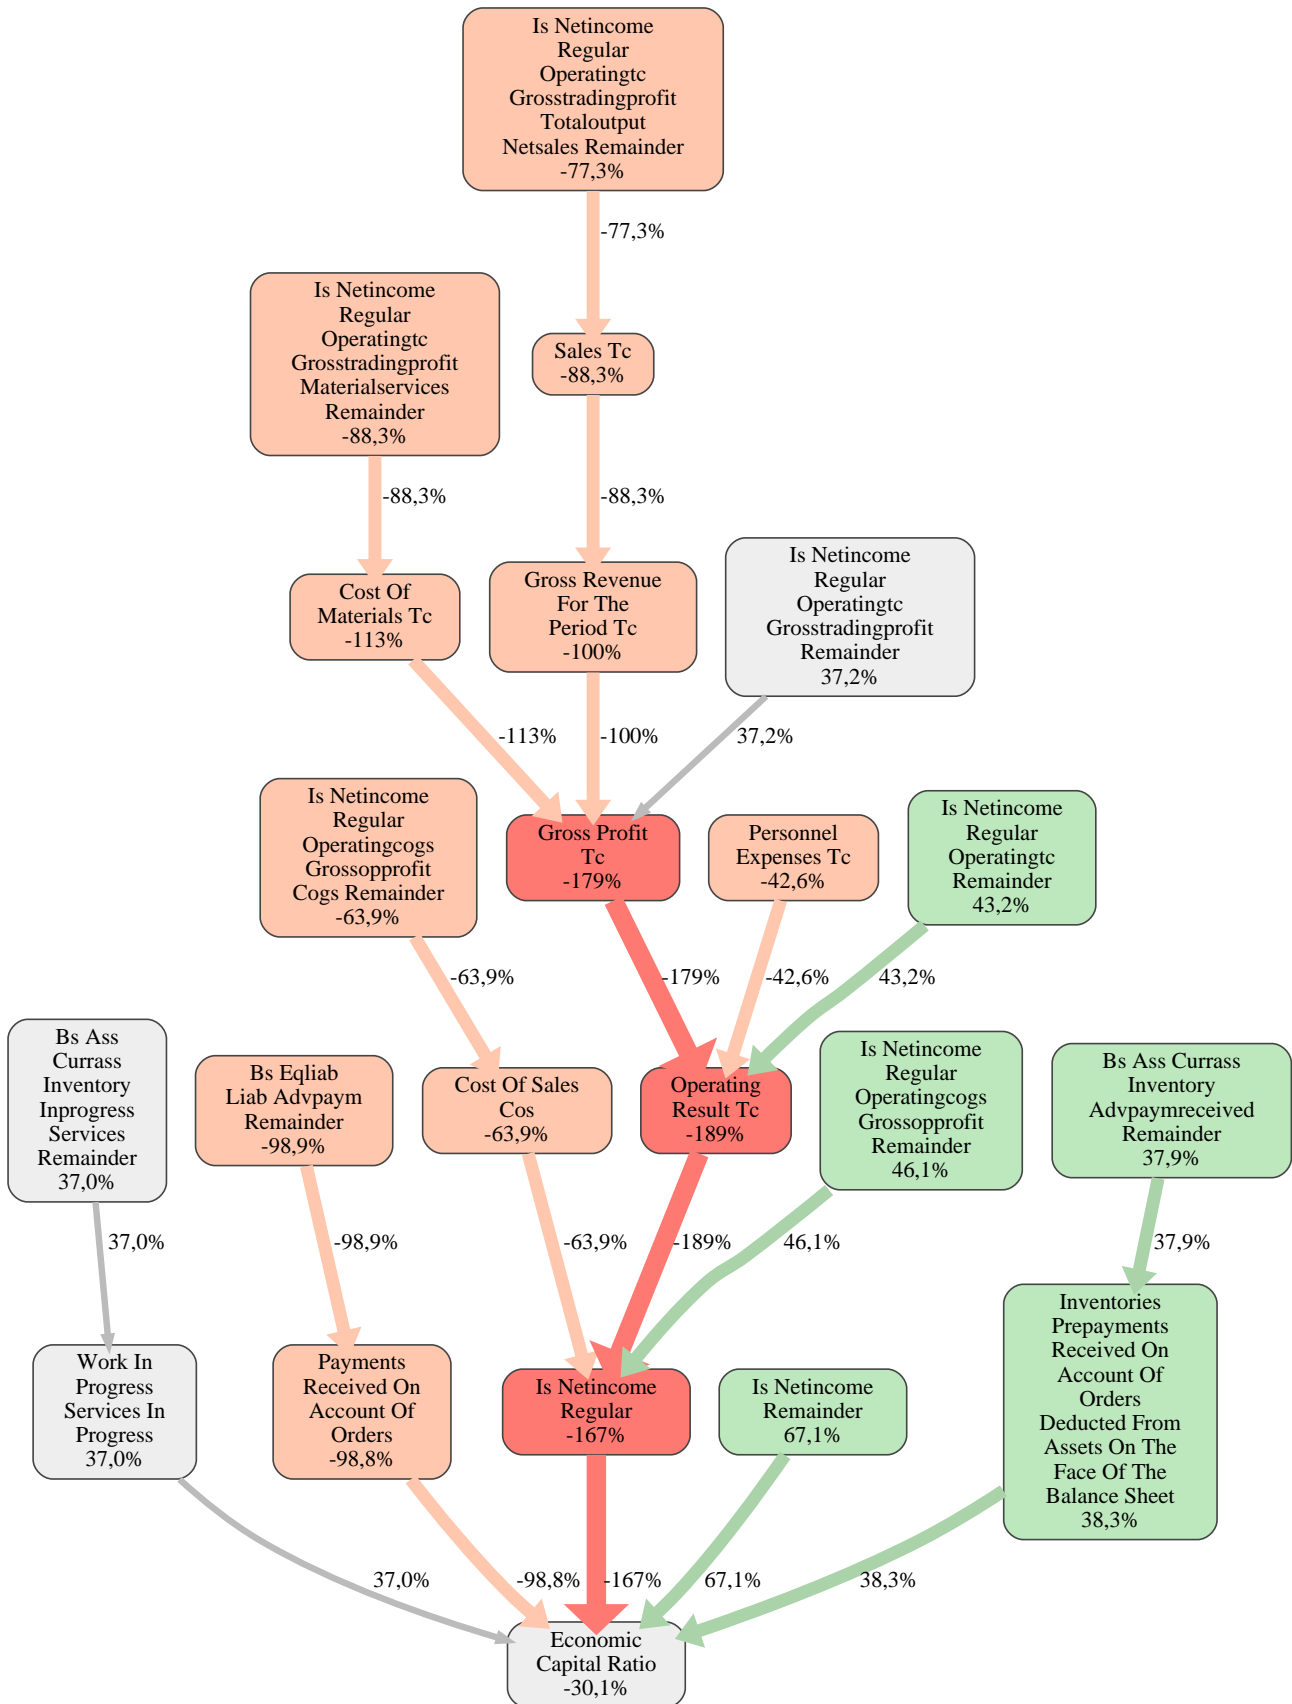 Is Netincome
Regular
Operatingtc
Grosstradingprofit
Totaloutput
Netsales Remainder
-77,3%
-77,3%
Is Netincome
Regular
Operatingtc
Grosstradingprofit
Materialservices
Remainder
-88,3%
Sales Tc
-88,3%
-88,3%
-88,3%
Is Netincome
Regular
Operatingtc
Grosstradingprofit
Remainder
37,2%
Cost Of
Materials Tc
-113%
Gross Revenue
For The
Period Tc
-100%
-113%
-100%
37,2%
Is Netincome
Regular
Operatingcogs
Grossopprofit
Cogs Remainder
-63,9%
Gross Profit
Tc
-179%
Personnel
Expenses Tc
-42,6%
Is Netincome
Regular
Operatingtc
Remainder
43,2%
-63,9%
-179%
-42,6%
43,2%
Bs Ass
Currass
Inventory
Inprogress
Services
Remainder
37,0%
Bs Eqliab
Liab Advpaym
Remainder
-98,9%
Cost Of Sales
Cos
-63,9%
Operating
Result Tc
-189%
Is Netincome
Regular
Operatingcogs
Grossopprofit
Remainder
46,1%
Bs Ass Currass
Inventory
Advpaymreceived
Remainder
37,9%
37,0%
-98,9%
-63,9%
-189%
46,1%
37,9%
Work In
Progress
Services In
Progress
37,0%
Payments
Received On
Account Of
Orders
-98,8%
Is Netincome
Regular
-167%
Is Netincome
Remainder
67,1%
Inventories
Prepayments
Received On
Account Of
Orders
Deducted From
Assets On The
Face Of The
Balance Sheet
38,3%
37,0%
-98,8%
-167%
67,1%
38,3%
Economic
Capital Ratio
-30,1%